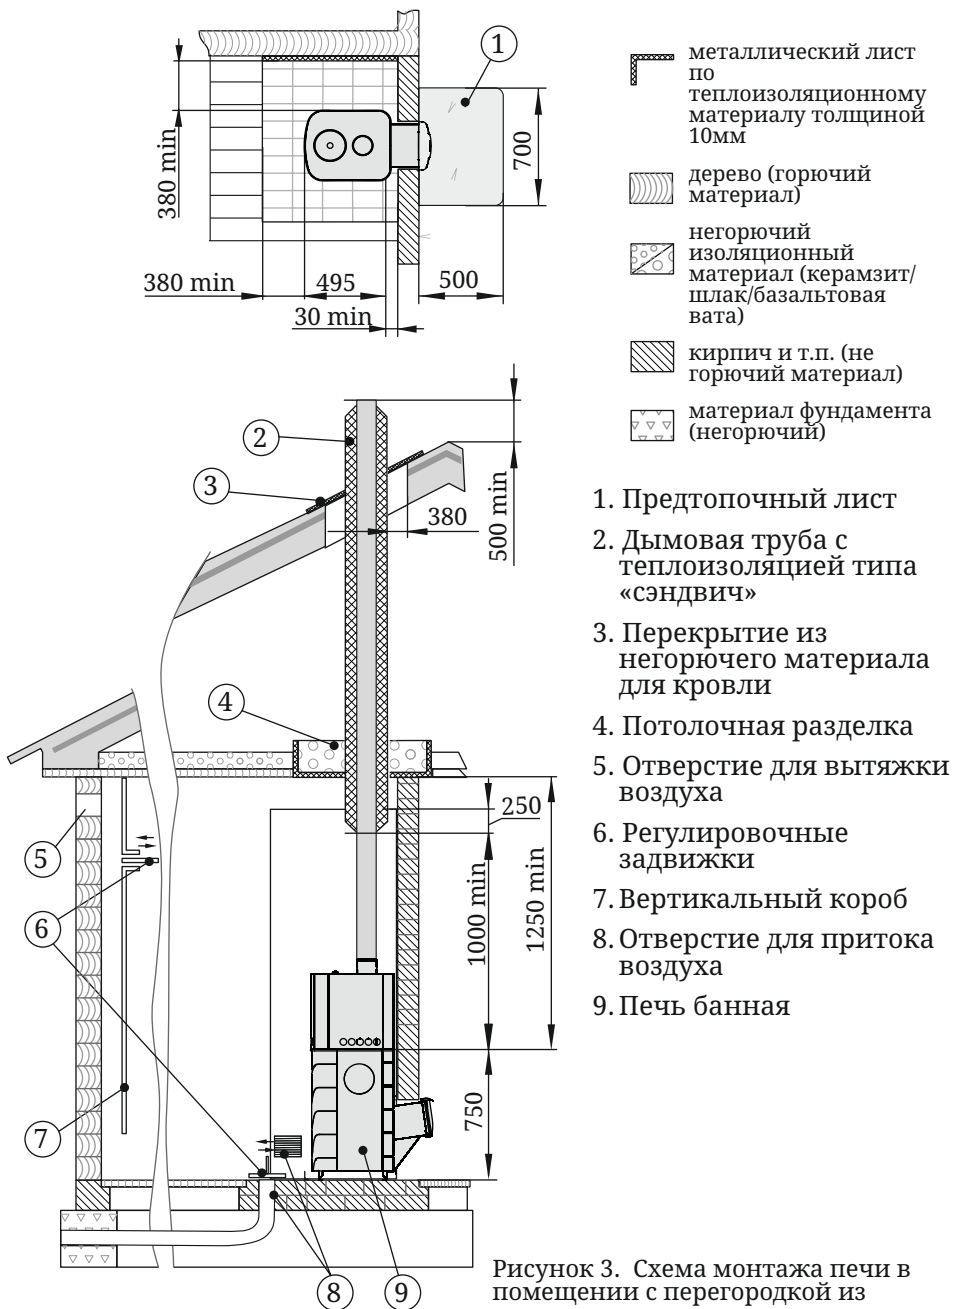 1
380 min
700
380 min
495
500
30 min
металлический лист
по
теплоизоляционному
материалу толщиной
10мм
дерево (горючий
материал)
негорючий
изоляционный
материал (керамзит/
шлак/базальтовая
вата)
кирпич и т.п. (не
горючий материал)
материал фундамента
(негорючий)
2
3
380
500 min
4
250
5
6
1000 min
1250 min
750
7
8
9
1. Предтопочный лист
2. Дымовая труба с
теплоизоляцией типа
«сэндвич»
3. Перекрытие из
негорючего материала
для кровли
4. Потолочная разделка
5. Отверстие для вытяжки
воздуха
6. Регулировочные
задвижки
7. Вертикальный короб
8. Отверстие для притока
воздуха
9. Печь банная
Рисунок 3. Схема монтажа печи в
помещении с перегородкой из